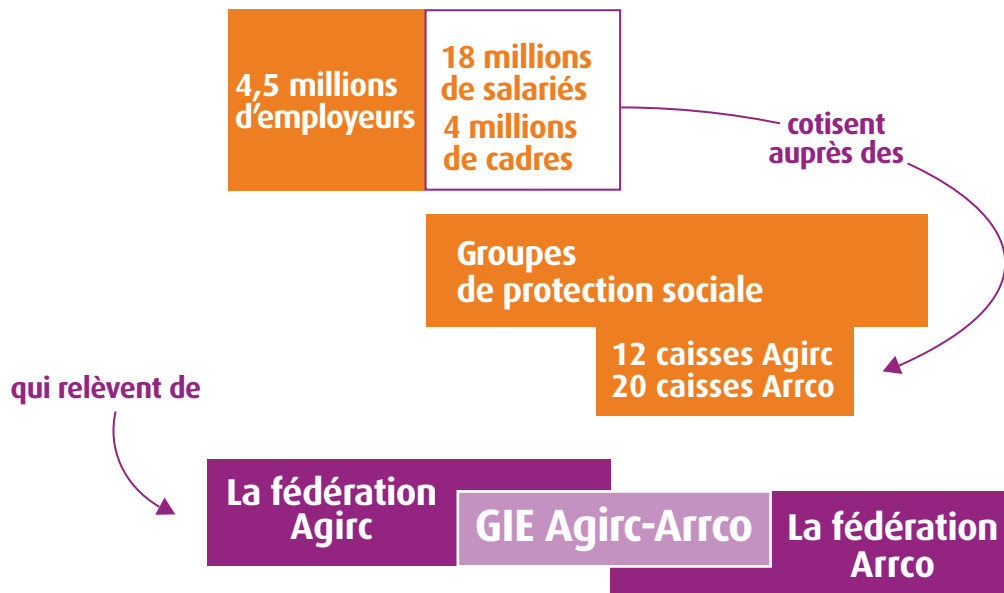 4,5 millions
d’employeurs
18 millions
de salariés
4 millions
de cadres
cotisent
auprès des
Groupes
de protection sociale
12 caisses Agirc
20 caisses Arrco
qui relèvent de
La fédération
Agirc
GIE Agirc-Arrco
La fédération
Arrco